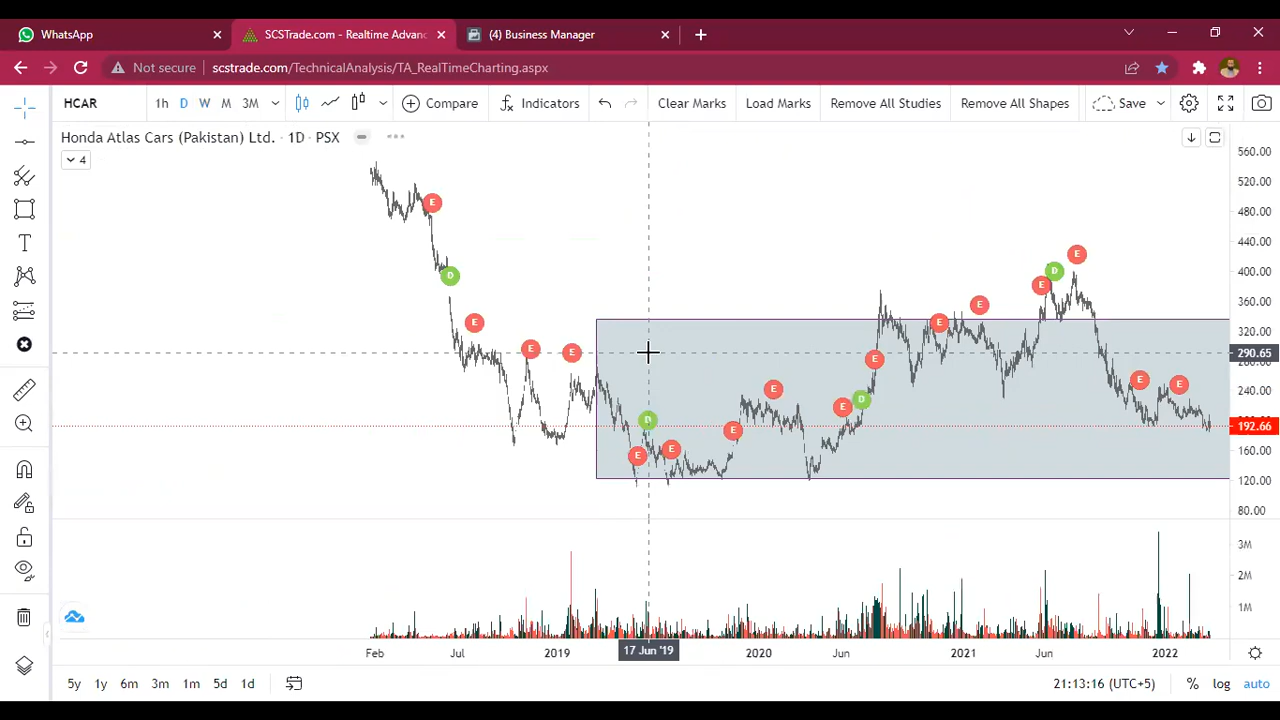 WhatsApp
SCSTrade.com - Realtime Advanc
(4) Business Manager
Not secure
scstrade.com/TechnicalAnalysis/TA_RealTimeCharting.aspx
HCAR 1h D W M 3M Compare Indicators Clear Marks Load Marks Remove All Studies Remove All Shapes Save
Honda Atlas Cars (Pakistan) Ltd. · 1D · PSX
4
560.00
520.00
480.00
E
440.00
E
400.00
D
D
E
360.00
E
E
E
320.00
E
E
E
290.65
E
E
E
240.00
E
D
E
D
192.66
E
E
E
160.00
120.00
80.00
3M
2M
1M
Feb Jul 2019 17 Jun '19 2020 Jun 2021 Jun 2022
5y 1y 6m 3m 1m 5d 1d 21:13:16 (UTC+5) % log auto